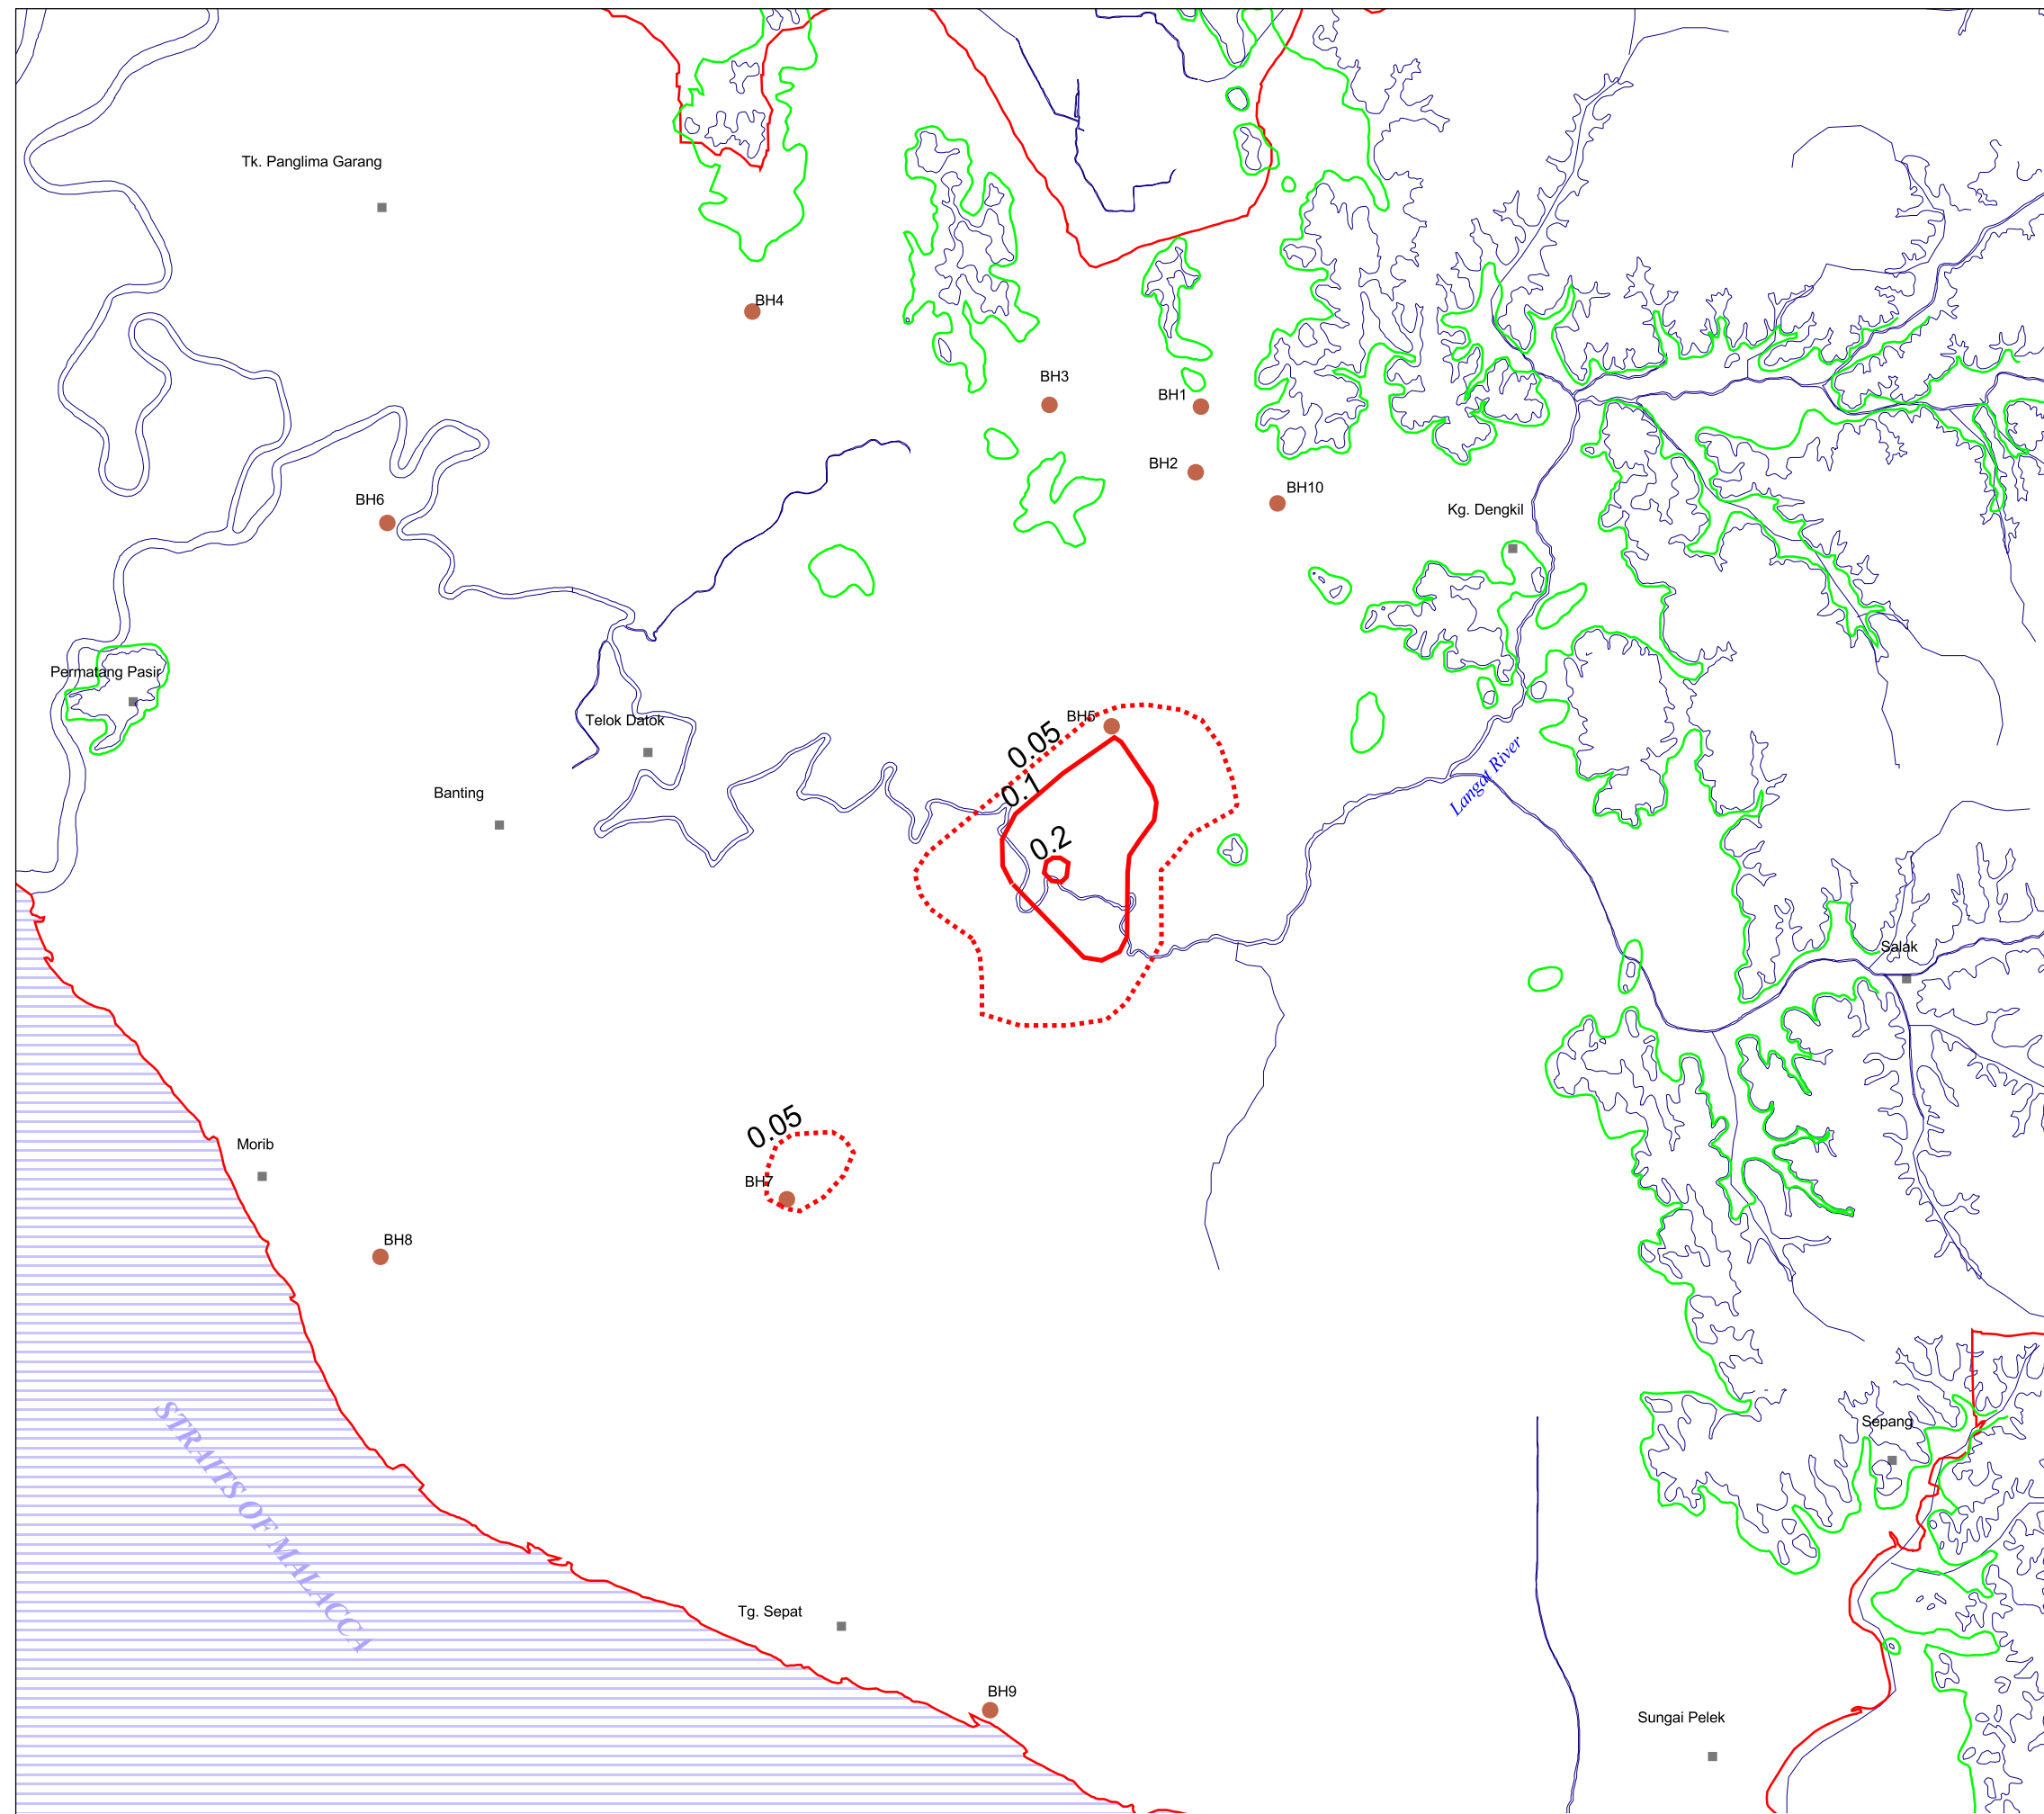 Tk. Panglima Garang
BH4
BH3
BH1
BH2
BH10
BH6
Kg. Dengkil
Permatang Pasir
Telok Datok
BH5
0.05
Langat River
0.1
Banting
0.2
Salak
0.05
Morib
BH7
BH8
STRAITS OF MALACCA
Sepang
Tg. Sepat
BH9
Sungai Pelek